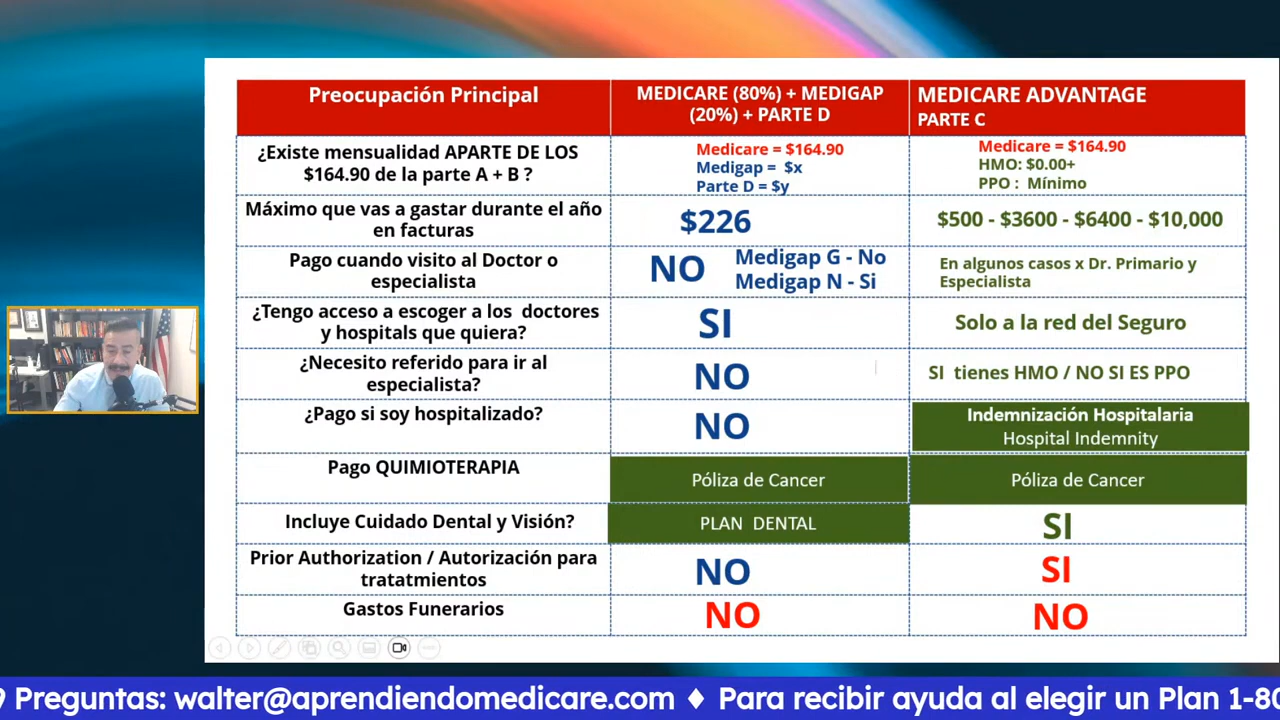 Preocupación Principal
MEDICARE (80%) + MEDIGAP
(20%) + PARTE D
MEDICARE ADVANTAGE
PARTE C
¿Existe mensualidad APARTE DE LOS
$164.90 de la parte A + B ?
Medicare = $164.90
Medigap = $x
Parte D = $y
Medicare = $164.90
HMO: $0.00+
PPO : Mínimo
Máximo que vas a gastar durante el año
en facturas
$226
$500 - $3600 - $6400 - $10,000
Pago cuando visito al Doctor o
especialista
NO
Medigap G - No
Medigap N - Si
En algunos casos x Dr. Primario y
Especialista
¿Tengo acceso a escoger a los doctores
y hospitals que quiera?
SI
Solo a la red del Seguro
¿Necesito referido para ir al
especialista?
NO
SI tienes HMO / NO SI ES PPO
¿Pago si soy hospitalizado?
NO
Indemnización Hospitalaria
Hospital Indemnity
Pago QUIMIOTERAPIA
Póliza de Cancer
Póliza de Cancer
Incluye Cuidado Dental y Visión?
PLAN DENTAL
SI
Prior Authorization / Autorización para
tratatmientos
NO
SI
Gastos Funerarios
NO
NO
9 Preguntas: walter@aprendiendomedicare.com ♦ Para recibir ayuda al elegir un Plan 1-80